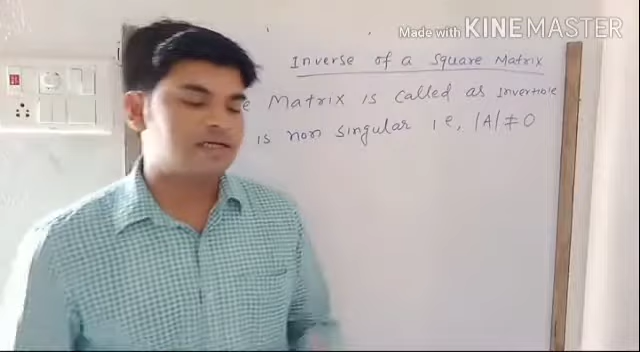 Made with KINEMASTER
Inverse of a Square Matrix
Matrix is called as Invertible
is non singular i e, |A| ≠ 0